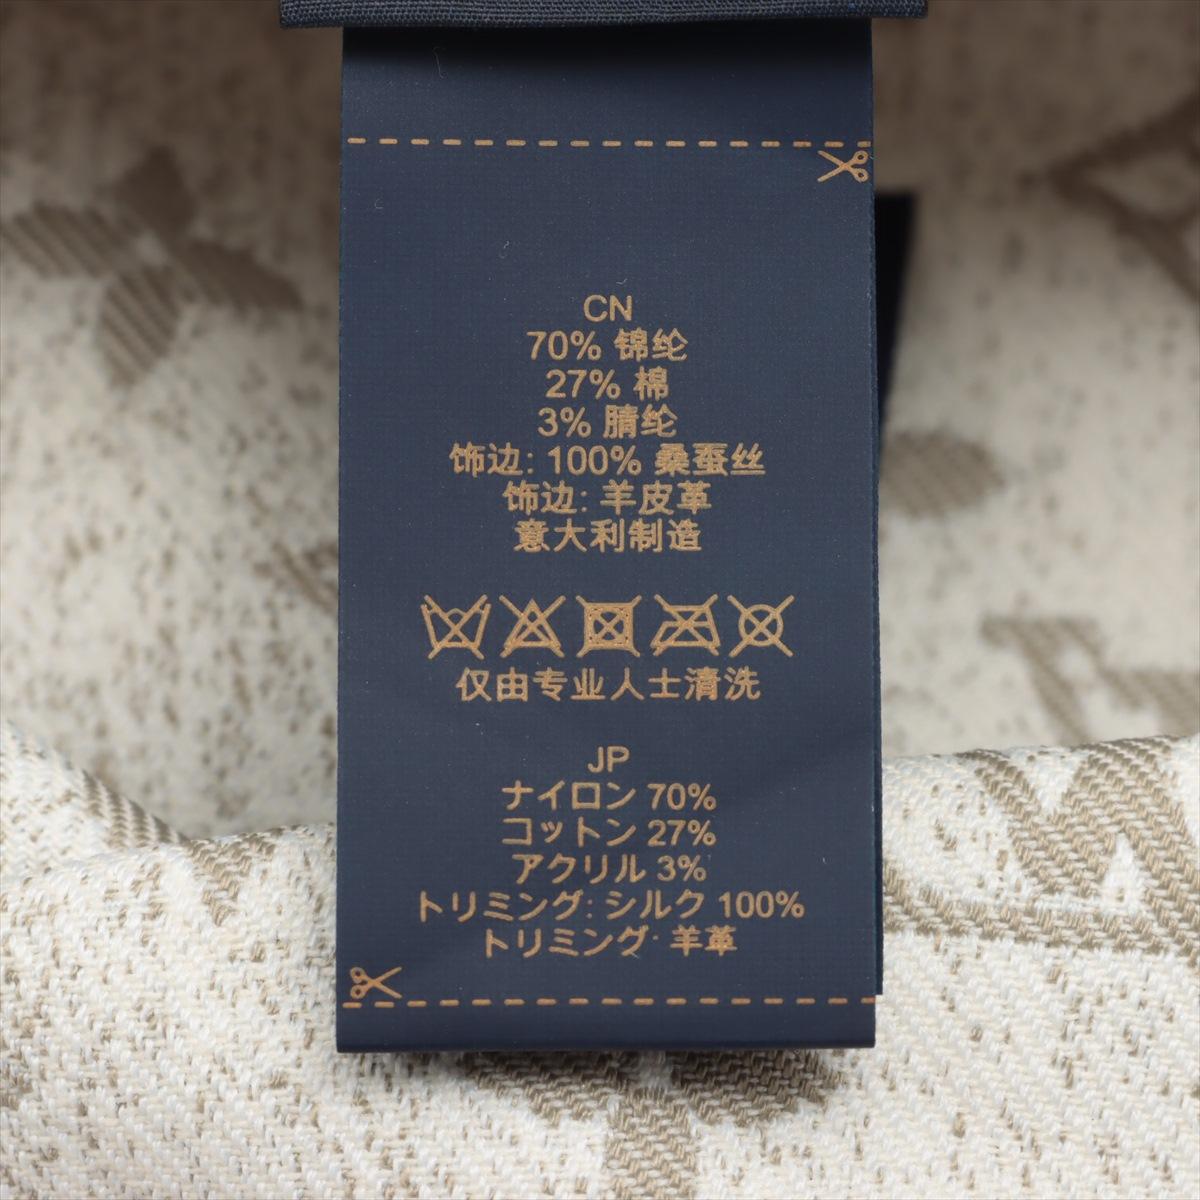 CN
70% 锦纶
27% 棉
3% 腈纶
饰边: 100% 桑蚕丝
饰边: 羊皮革
意大利制造
仅由专业人士清洗
JP
ナイロン 70%
コットン 27%
アクリル 3%
トリミング: シルク 100%
トリミング: 羊革